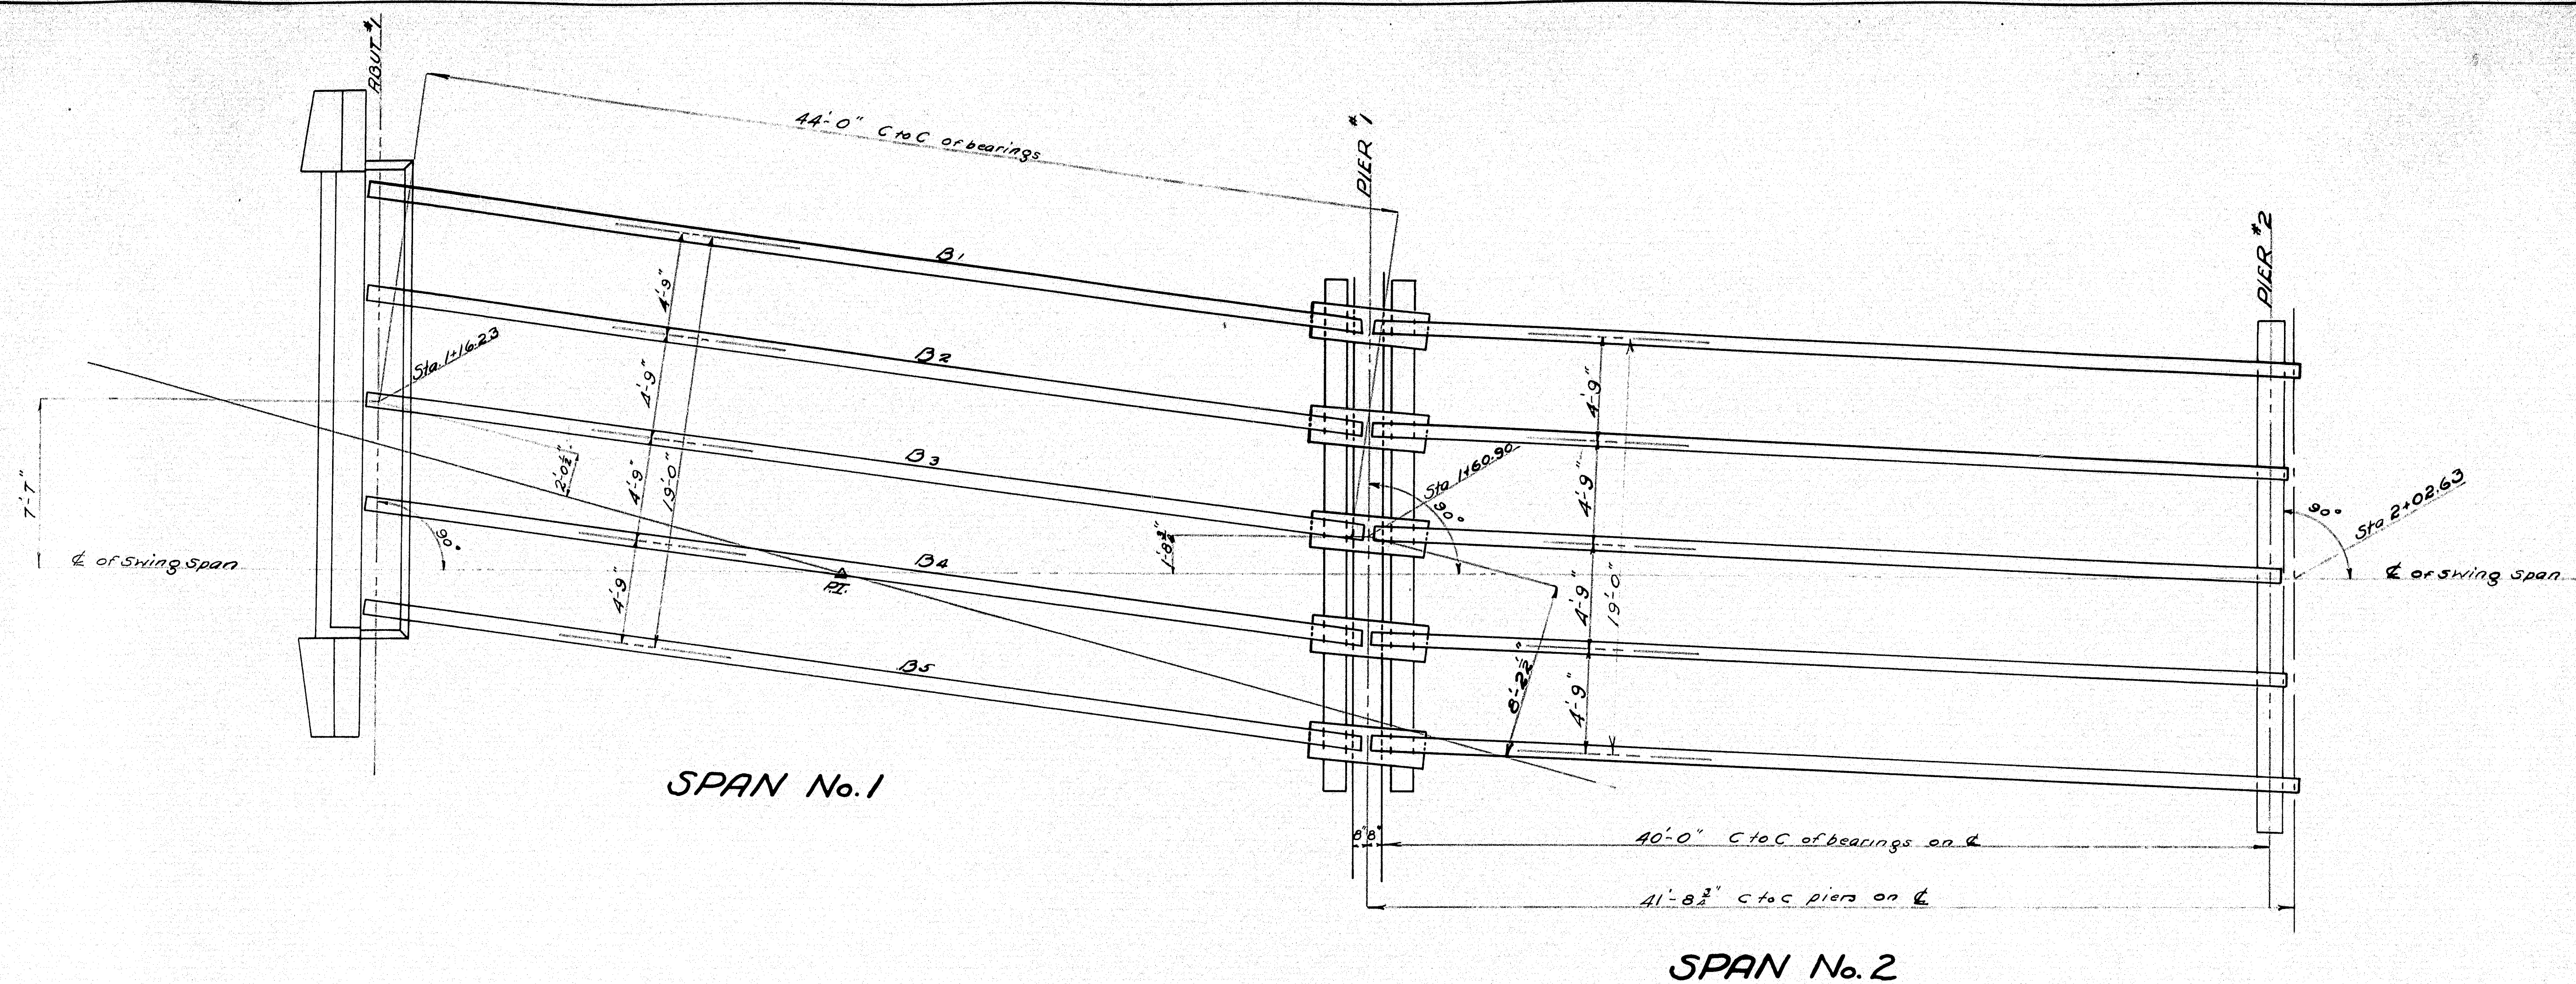 ABUT #1
44'-0" C to C of bearings
PIER #1
PIER #2
B1
4'-9"
Sta. 1+16.23
B2
4'-9"
4'-9"
Sta 1+60.90
90°
Sta 2+02.63
90°
7'-7"
2'-0½"
4'-9"
19'-0"
B3
4'-9"
90°
1'-8¾"
℄ of swing span
B4
P.I.
4'-9"
4'-9"
19'-0"
℄ of swing span
B5
8'-2½"
4'-9"
SPAN No. 1
8" 8"
40'-0" C to C of bearings on ℄
41'-8¾" C to C piers on ℄
SPAN No. 2